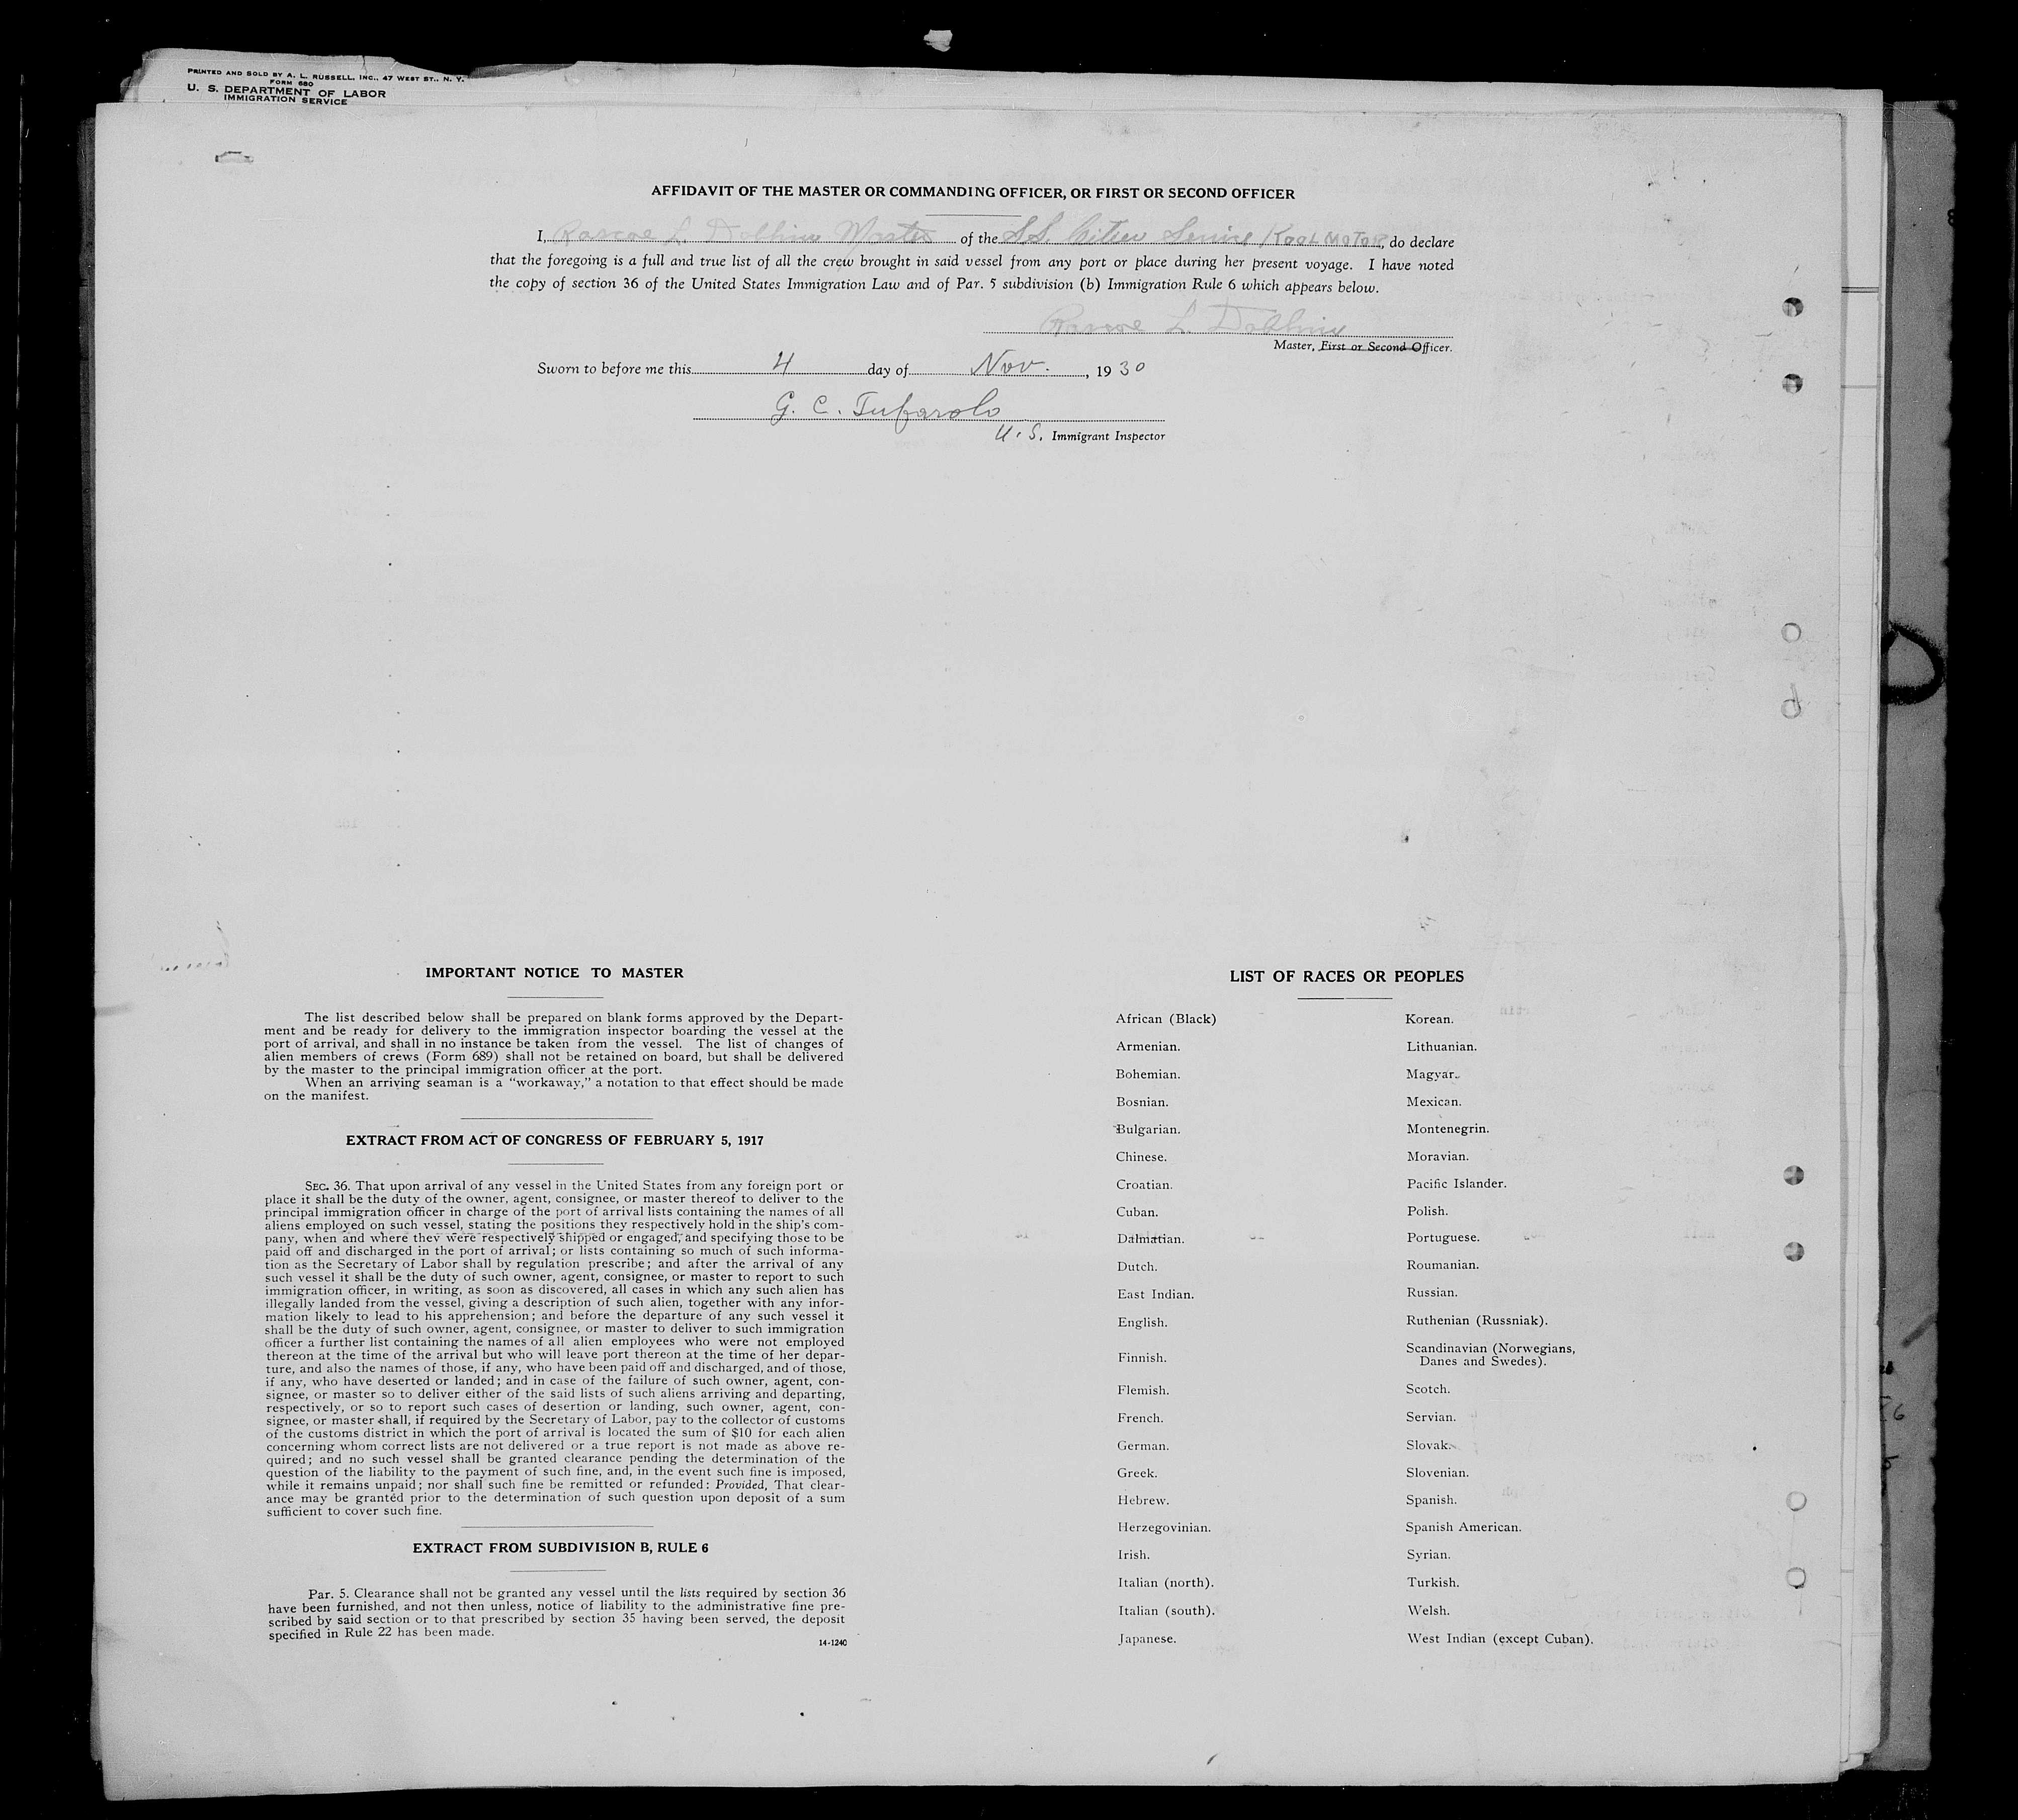 PRINTED AND SOLD BY A. L. RUSSELL, INC., 47 WEST ST., N. Y.
FORM 680
U. S. DEPARTMENT OF LABOR
IMMIGRATION SERVICE
AFFIDAVIT OF THE MASTER OR COMMANDING OFFICER, OR FIRST OR SECOND OFFICER
I, Roscoe L. Dobbins Master of the S.S. Cities Service KOOLMOTOR, do declare
that the foregoing is a full and true list of all the crew brought in said vessel from any port or place during her present voyage. I have noted
the copy of section 36 of the United States Immigration Law and of Par. 5 subdivision (b) Immigration Rule 6 which appears below.
Roscoe L. Dobbins
Master, First or Second Officer.
Sworn to before me this 4 day of Nov., 1930
G. C. Tufarolo
U.S. Immigrant Inspector
IMPORTANT NOTICE TO MASTER
The list described below shall be prepared on blank forms approved by the Depart-
ment and be ready for delivery to the immigration inspector boarding the vessel at the
port of arrival, and shall in no instance be taken from the vessel. The list of changes of
alien members of crews (Form 689) shall not be retained on board, but shall be delivered
by the master to the principal immigration officer at the port.
When an arriving seaman is a "workaway," a notation to that effect should be made
on the manifest.
EXTRACT FROM ACT OF CONGRESS OF FEBRUARY 5, 1917
SEC. 36. That upon arrival of any vessel in the United States from any foreign port or
place it shall be the duty of the owner, agent, consignee, or master thereof to deliver to the
principal immigration officer in charge of the port of arrival lists containing the names of all
aliens employed on such vessel, stating the positions they respectively hold in the ship's com-
pany, when and where they were respectively shipped or engaged, and specifying those to be
paid off and discharged in the port of arrival; or lists containing so much of such informa-
tion as the Secretary of Labor shall by regulation prescribe; and after the arrival of any
such vessel it shall be the duty of such owner, agent, consignee, or master to report to such
immigration officer, in writing, as soon as discovered, all cases in which any such alien has
illegally landed from the vessel, giving a description of such alien, together with any infor-
mation likely to lead to his apprehension; and before the departure of any such vessel it
shall be the duty of such owner, agent, consignee, or master to deliver to such immigration
officer a further list containing the names of all alien employees who were not employed
thereon at the time of the arrival but who will leave port thereon at the time of her depar-
ture, and also the names of those, if any, who have been paid off and discharged, and of those,
if any, who have deserted or landed; and in case of the failure of such owner, agent, con-
signee, or master so to deliver either of the said lists of such aliens arriving and departing,
respectively, or so to report such cases of desertion or landing, such owner, agent, con-
signee, or master shall, if required by the Secretary of Labor, pay to the collector of customs
of the customs district in which the port of arrival is located the sum of $10 for each alien
concerning whom correct lists are not delivered or a true report is not made as above re-
quired; and no such vessel shall be granted clearance pending the determination of the
question of the liability to the payment of such fine, and, in the event such fine is imposed,
while it remains unpaid; nor shall such fine be remitted or refunded: Provided, That clear-
ance may be granted prior to the determination of such question upon deposit of a sum
sufficient to cover such fine.
EXTRACT FROM SUBDIVISION B, RULE 6
Par. 5. Clearance shall not be granted any vessel until the lists required by section 36
have been furnished, and not then unless, notice of liability to the administrative fine pre-
scribed by said section or to that prescribed by section 35 having been served, the deposit
specified in Rule 22 has been made.
14-1240
LIST OF RACES OR PEOPLES
African (Black)
Armenian.
Bohemian.
Bosnian.
Bulgarian.
Chinese.
Croatian.
Cuban.
Dalmatian.
Dutch.
East Indian.
English.
Finnish.
Flemish.
French.
German.
Greek.
Hebrew.
Herzegovinian.
Irish.
Italian (north).
Italian (south).
Japanese.
Korean.
Lithuanian.
Magyar.
Mexican.
Montenegrin.
Moravian.
Pacific Islander.
Polish.
Portuguese.
Roumanian.
Russian.
Ruthenian (Russniak).
Scandinavian (Norwegians,
Danes and Swedes).
Scotch.
Servian.
Slovak.
Slovenian.
Spanish.
Spanish American.
Syrian.
Turkish.
Welsh.
West Indian (except Cuban).